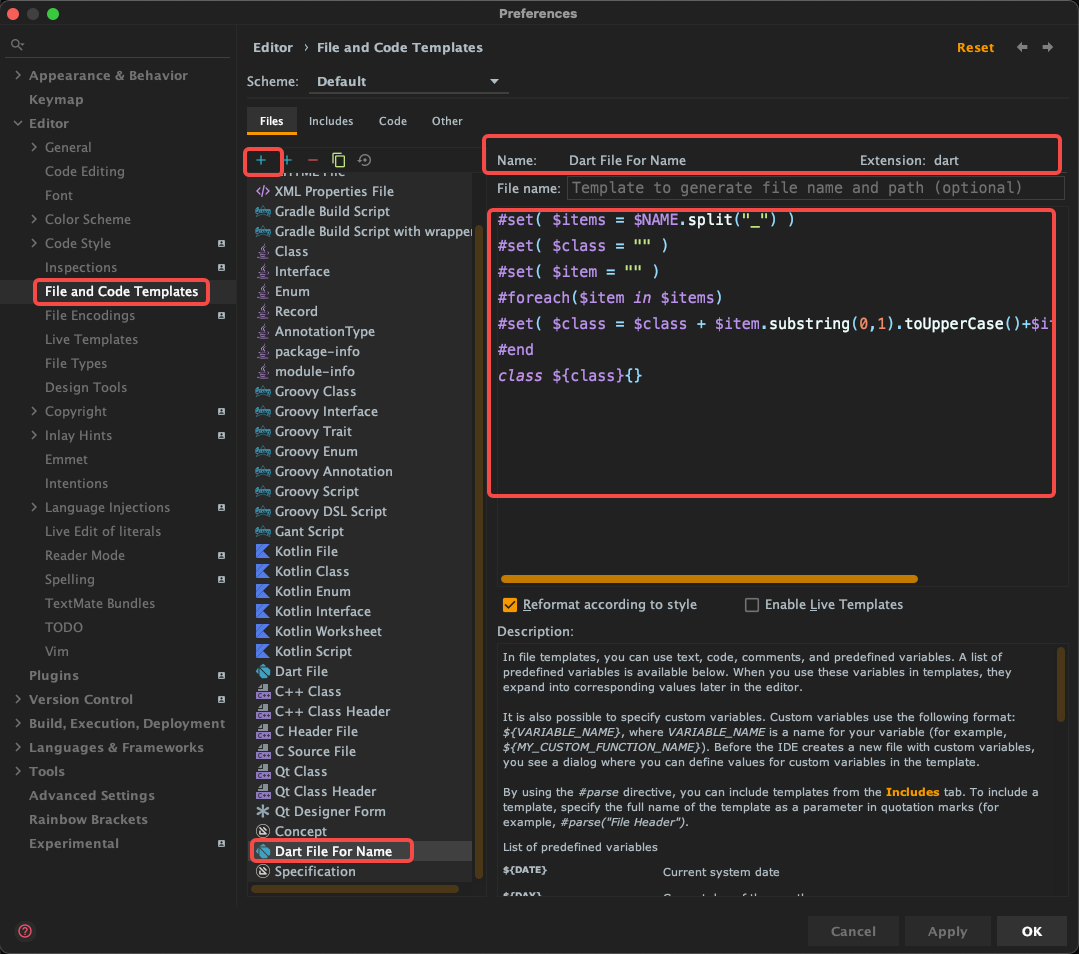 Preferences
Appearance & Behavior
Keymap
Editor
General
Code Editing
Font
Color Scheme
Code Style
Inspections
File and Code Templates
File Encodings
Live Templates
File Types
Design Tools
Copyright
Inlay Hints
Emmet
Intentions
Language Injections
Live Edit of literals
Reader Mode
Spelling
TextMate Bundles
TODO
Vim
Plugins
Version Control
Build, Execution, Deployment
Languages & Frameworks
Tools
Advanced Settings
Rainbow Brackets
Experimental
Editor › File and Code Templates
Reset
Scheme: Default
Files Includes Code Other
HTML File
XML Properties File
Gradle Build Script
Gradle Build Script with wrapper
Class
Interface
Enum
Record
AnnotationType
package-info
module-info
Groovy Class
Groovy Interface
Groovy Trait
Groovy Enum
Groovy Annotation
Groovy Script
Groovy DSL Script
Gant Script
Kotlin File
Kotlin Class
Kotlin Enum
Kotlin Interface
Kotlin Worksheet
Kotlin Script
Dart File
C++ Class
C++ Class Header
C Header File
C Source File
Qt Class
Qt Class Header
Qt Designer Form
Concept
Dart File For Name
Specification
Name: Dart File For Name Extension: dart
File name: Template to generate file name and path (optional)
#set( $items = $NAME.split("_") )
#set( $class = "" )
#set( $item = "" )
#foreach($item in $items)
#set( $class = $class + $item.substring(0,1).toUpperCase()+$it
#end
class ${class}{}
Reformat according to style Enable Live Templates
Description:
In file templates, you can use text, code, comments, and predefined variables. A list of
predefined variables is available below. When you use these variables in templates, they
expand into corresponding values later in the editor.
It is also possible to specify custom variables. Custom variables use the following format:
${VARIABLE_NAME}, where VARIABLE_NAME is a name for your variable (for example,
${MY_CUSTOM_FUNCTION_NAME}). Before the IDE creates a new file with custom variables,
you see a dialog where you can define values for custom variables in the template.
By using the #parse directive, you can include templates from the Includes tab. To include a
template, specify the full name of the template as a parameter in quotation marks (for
example, #parse("File Header").
List of predefined variables
${DATE} Current system date
${DAY} Current day of the month
Cancel Apply OK